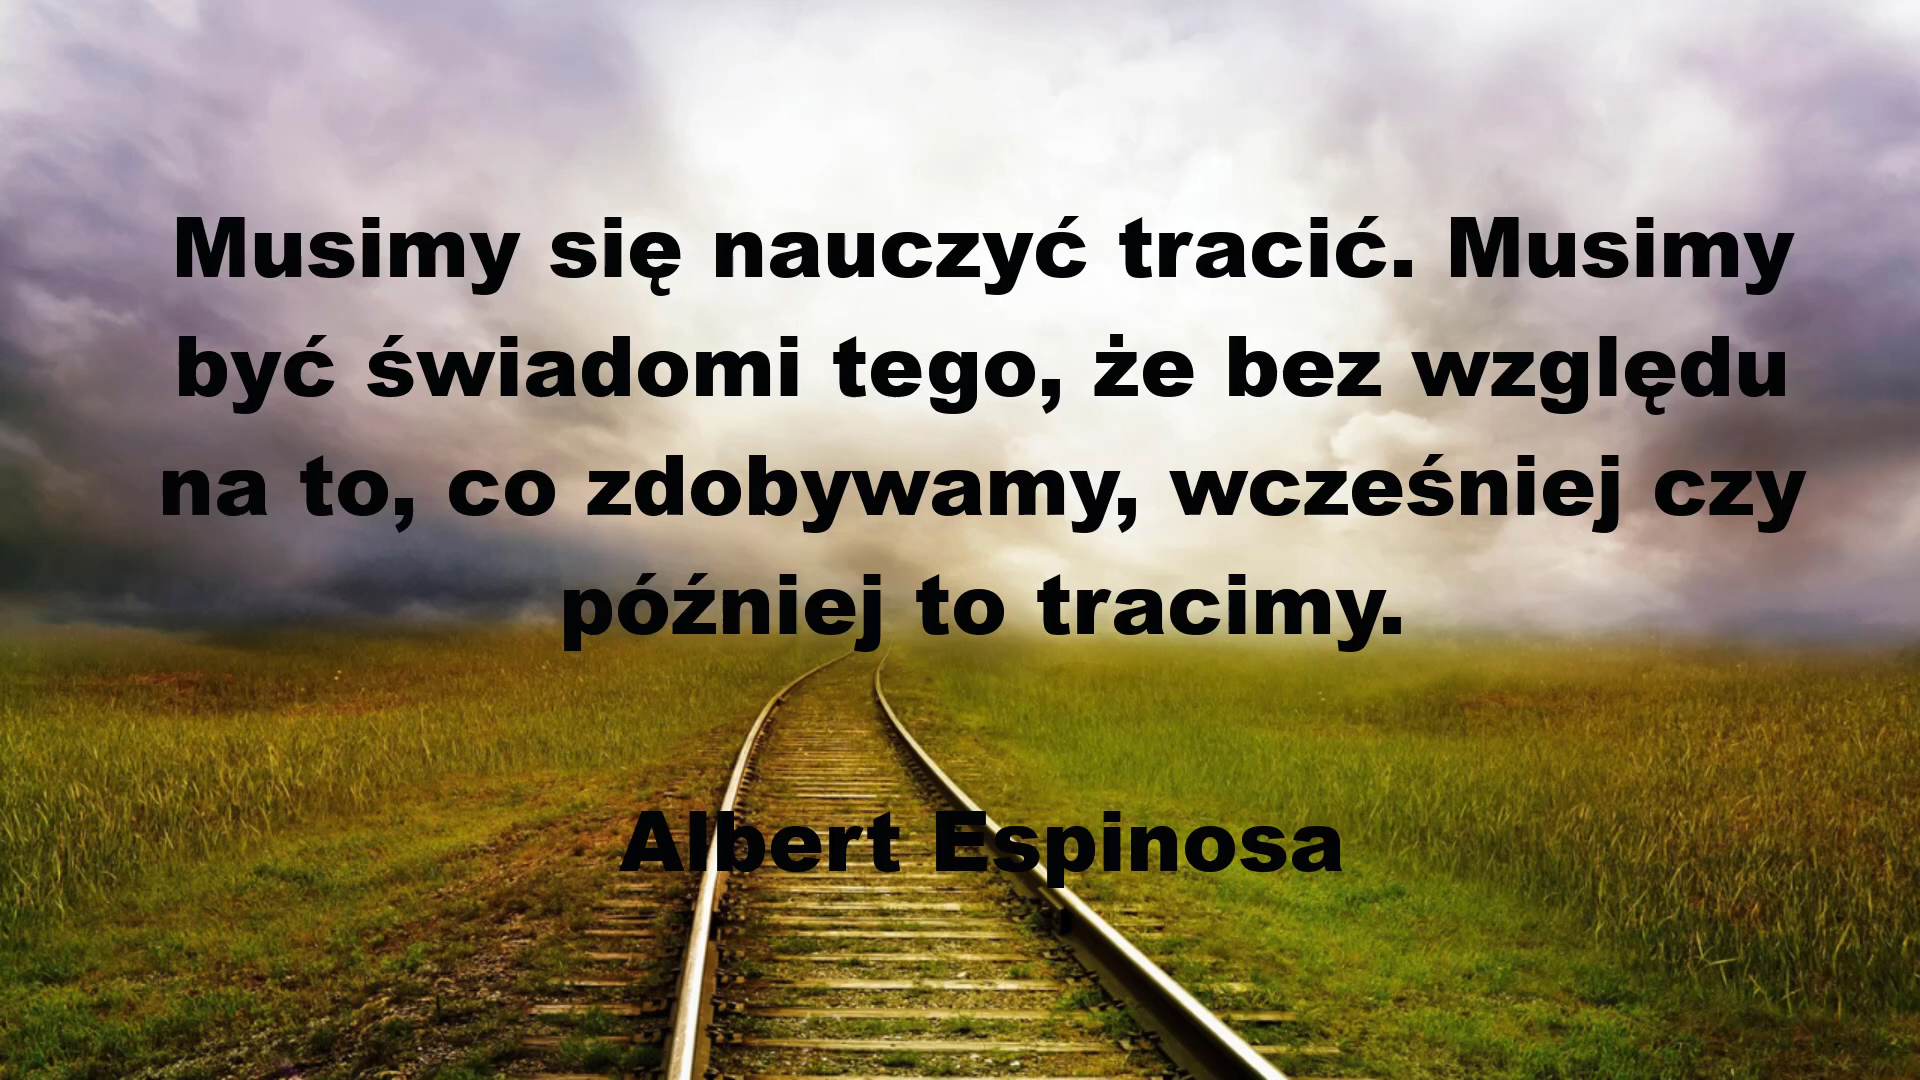 Musimy się nauczyć tracić. Musimy
być świadomi tego, że bez względu
na to, co zdobywamy, wcześniej czy
później to tracimy.
Albert Espinosa